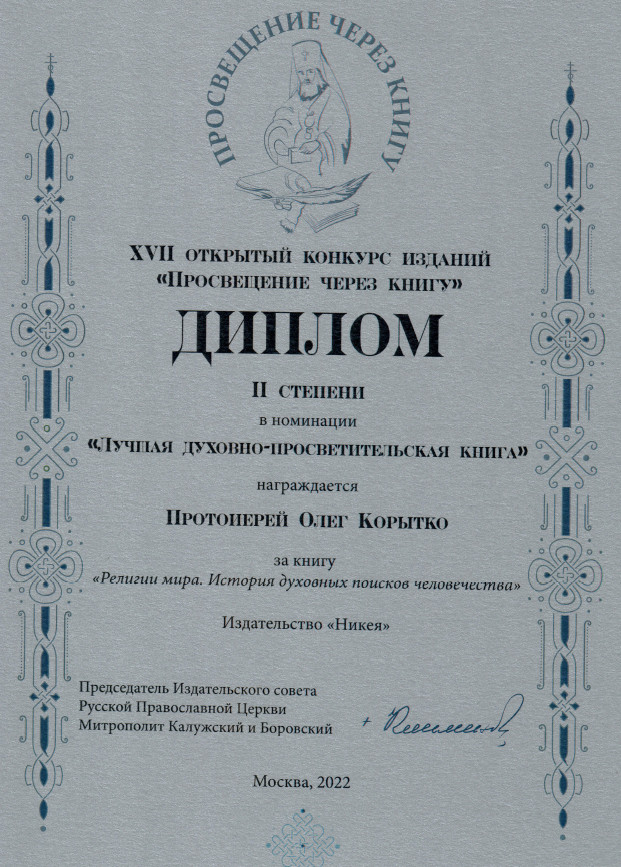 ПРОСВЕЩЕНИЕ ЧЕРЕЗ КНИГУ
XVII ОТКРЫТЫЙ КОНКУРС ИЗДАНИЙ
«ПРОСВЕЩЕНИЕ ЧЕРЕЗ КНИГУ»
ДИПЛОМ
II СТЕПЕНИ
в номинации
«ЛУЧШАЯ ДУХОВНО-ПРОСВЕТИТЕЛЬСКАЯ КНИГА»
награждается
ПРОТОИЕРЕЙ ОЛЕГ КОРЫТКО
за книгу
«Религии мира. История духовных поисков человечества»
Издательство «Никея»
Председатель Издательского совета
Русской Православной Церкви
Митрополит Калужский и Боровский
+ Климент
Москва, 2022